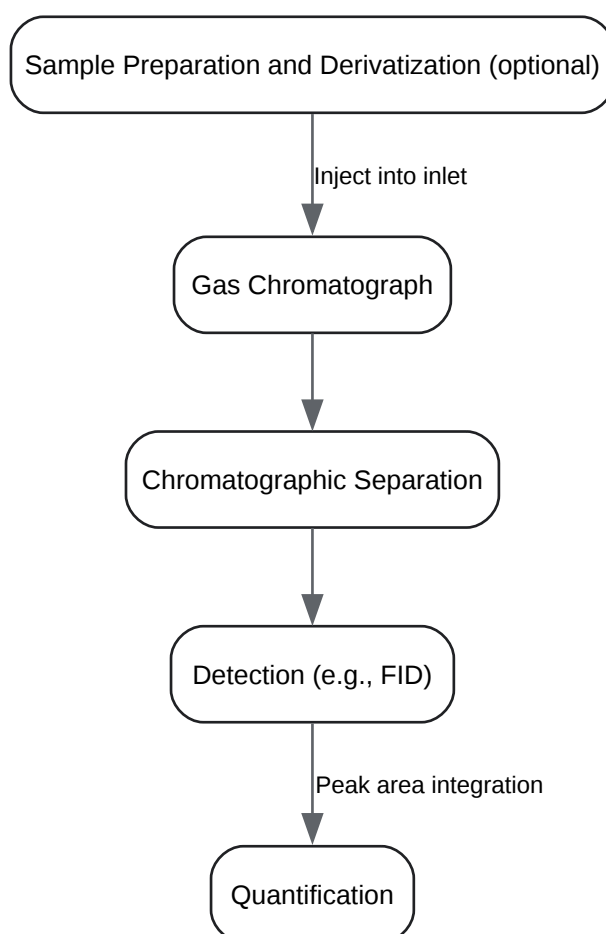 Sample Preparation and Derivatization (optional)
Inject into inlet
Gas Chromatograph
Chromatographic Separation
Detection (e.g., FID)
Peak area integration
Quantification